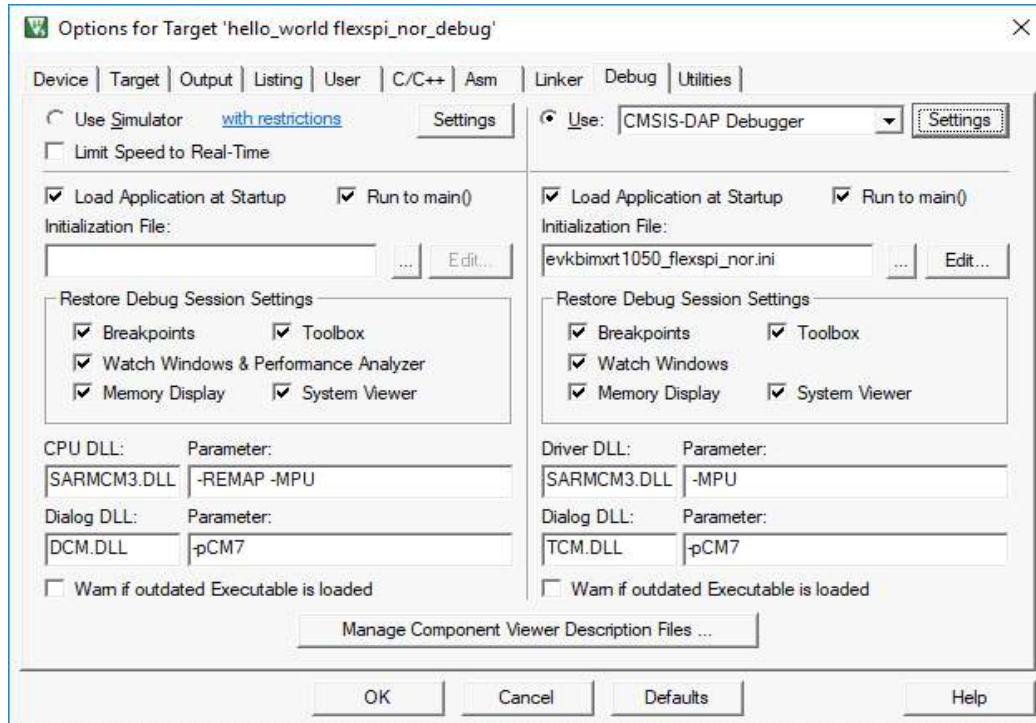 Options for Target 'hello_world flexspi_nor_debug'
Device Target Output Listing User C/C++ Asm Linker Debug Utilities
Use Simulator with restrictions Settings
Limit Speed to Real-Time
Load Application at Startup Run to main()
Initialization File:
... Edit...
Restore Debug Session Settings
Breakpoints Toolbox
Watch Windows & Performance Analyzer
Memory Display System Viewer
CPU DLL: Parameter:
SARMCM3.DLL -REMAP -MPU
Dialog DLL: Parameter:
DCM.DLL -pCM7
Warn if outdated Executable is loaded
Use: CMSIS-DAP Debugger Settings
Load Application at Startup Run to main()
Initialization File:
evkbimxrt1050_flexspi_nor.ini ... Edit...
Restore Debug Session Settings
Breakpoints Toolbox
Watch Windows
Memory Display System Viewer
Driver DLL: Parameter:
SARMCM3.DLL -MPU
Dialog DLL: Parameter:
TCM.DLL -pCM7
Warn if outdated Executable is loaded
Manage Component Viewer Description Files ...
OK Cancel Defaults Help